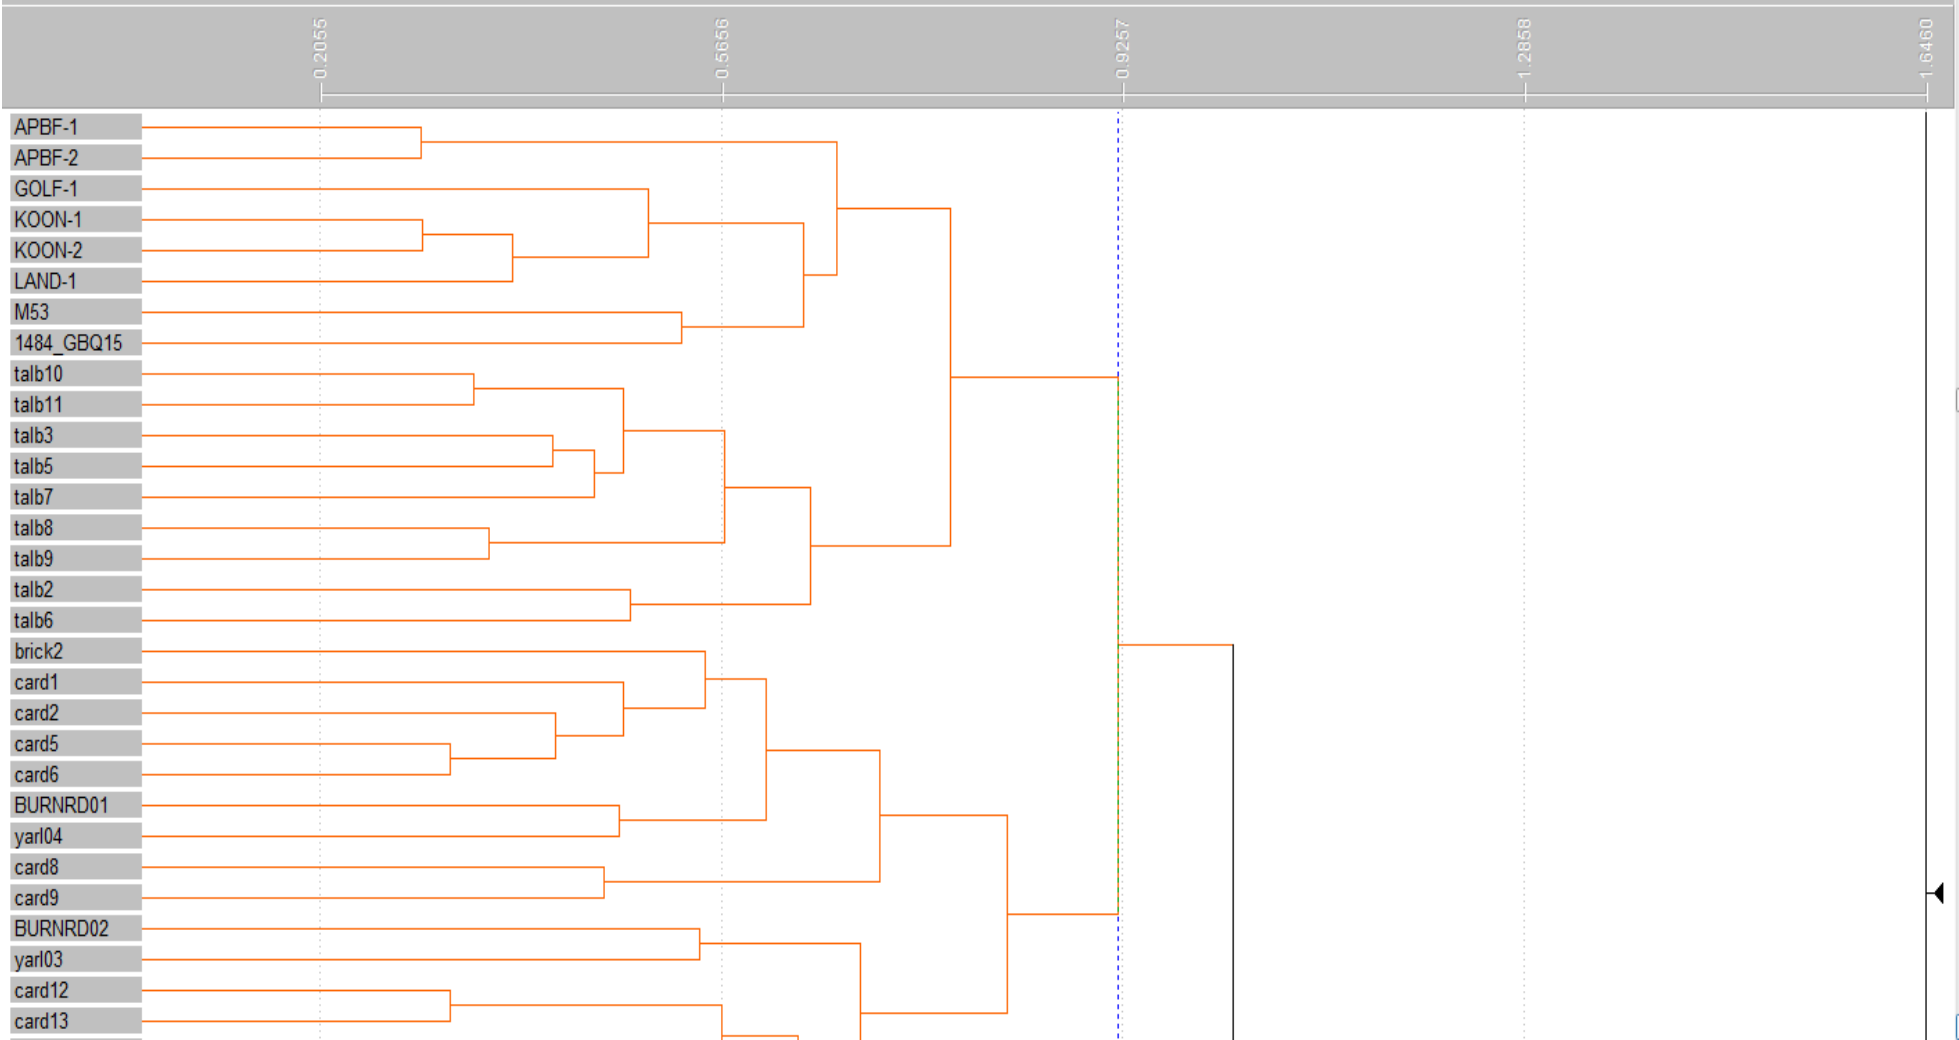 0.2055
0.5656
0.9257
1.2858
1.6460
APBF-1
APBF-2
GOLF-1
KOON-1
KOON-2
LAND-1
M53
1484_GBQ15
talb10
talb11
talb3
talb5
talb7
talb8
talb9
talb2
talb6
brick2
card1
card2
card5
card6
BURNRD01
yarl04
card8
card9
BURNRD02
yarl03
card12
card13